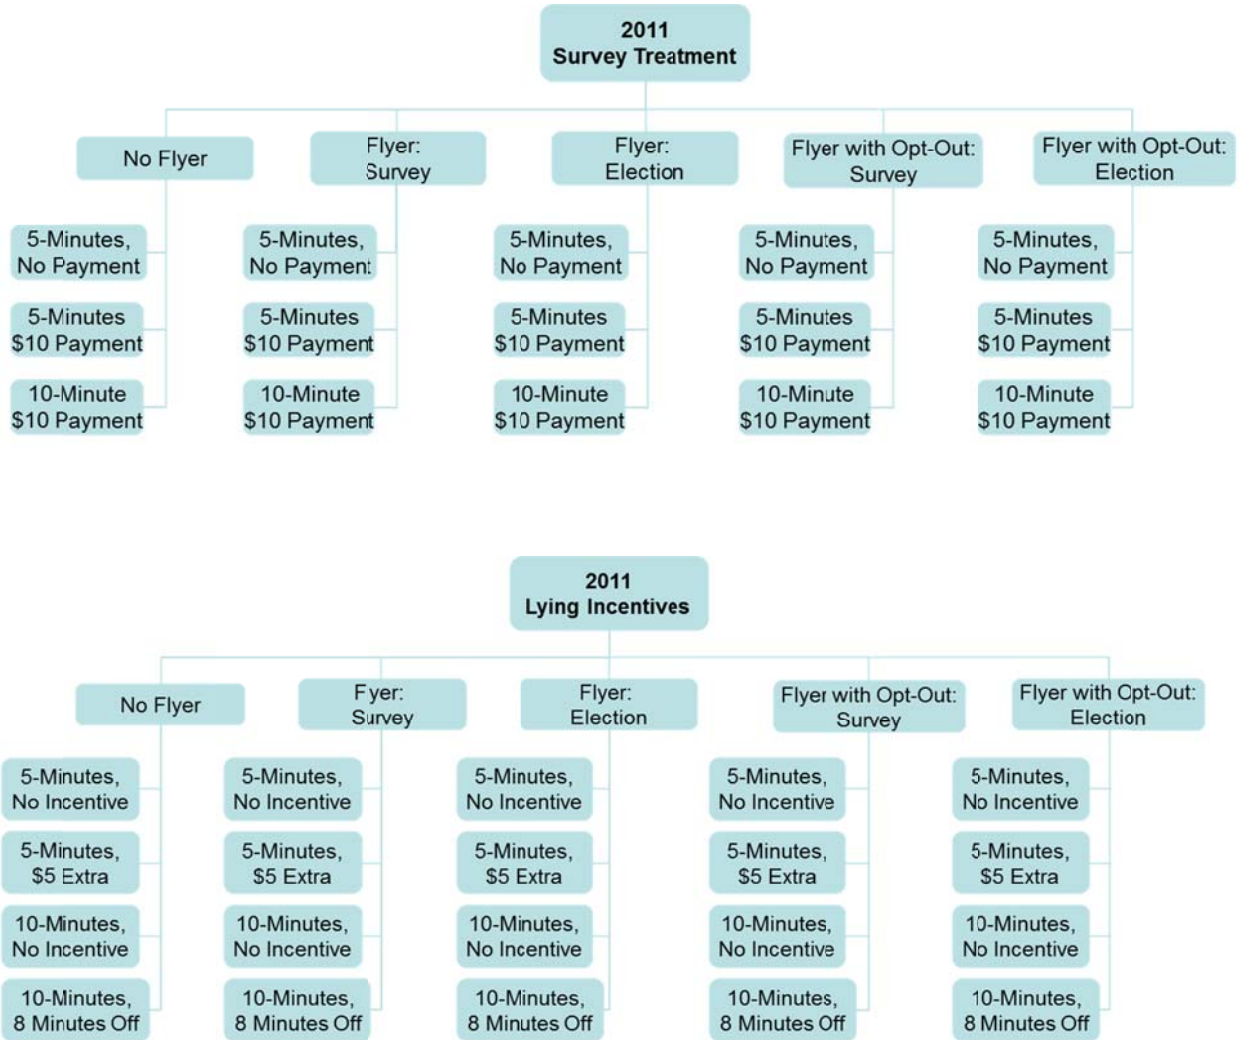 2011
Survey Treatment
No Flyer
Flyer:
Survey
Flyer:
Election
Flyer with Opt-Out:
Survey
Flyer with Opt-Out:
Election
5-Minutes,
No Payment
5-Minutes,
No Payment
5-Minutes,
No Payment
5-Minutes,
No Payment
5-Minutes,
No Payment
5-Minutes
$10 Payment
5-Minutes
$10 Payment
5-Minutes
$10 Payment
5-Minutes
$10 Payment
5-Minutes
$10 Payment
10-Minute
$10 Payment
10-Minute
$10 Payment
10-Minute
$10 Payment
10-Minute
$10 Payment
10-Minute
$10 Payment
2011
Lying Incentives
No Flyer
Flyer:
Survey
Flyer:
Election
Flyer with Opt-Out:
Survey
Flyer with Opt-Out:
Election
5-Minutes,
No Incentive
5-Minutes,
No Incentive
5-Minutes,
No Incentive
5-Minutes,
No Incentive
5-Minutes,
No Incentive
5-Minutes,
$5 Extra
5-Minutes,
$5 Extra
5-Minutes,
$5 Extra
5-Minutes,
$5 Extra
5-Minutes,
$5 Extra
10-Minutes,
No Incentive
10-Minutes,
No Incentive
10-Minutes,
No Incentive
10-Minutes,
No Incentive
10-Minutes,
No Incentive
10-Minutes,
8 Minutes Off
10-Minutes,
8 Minutes Off
10-Minutes,
8 Minutes Off
10-Minutes,
8 Minutes Off
10-Minutes,
8 Minutes Off